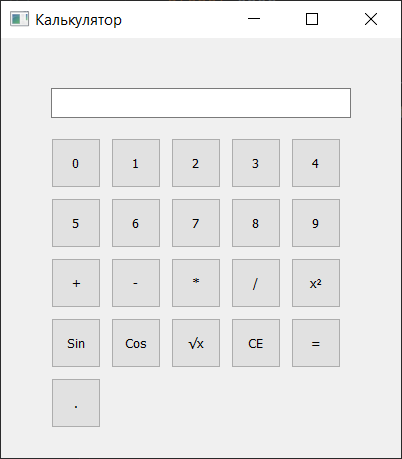 Калькулятор
0 1 2 3 4
5 6 7 8 9
+ - * / x²
Sin Cos √x CE =
.